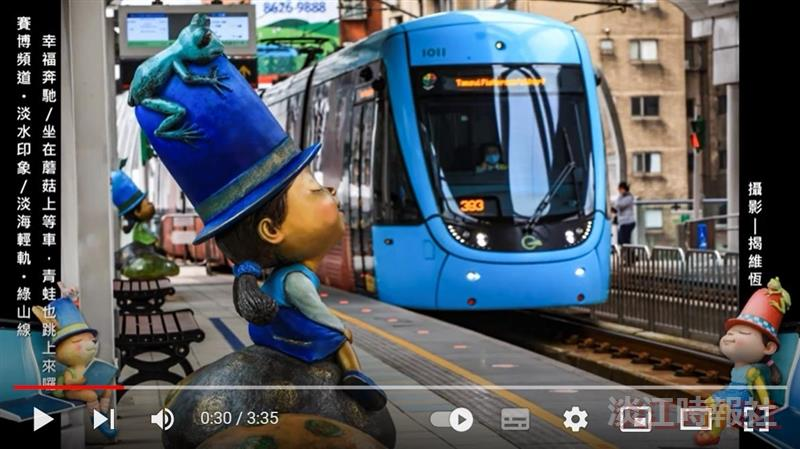 賽博頻道・淡水印象/淡海輕軌・綠山線
幸福奔馳/坐在蘑菇上等車・青蛙也跳上來囉
8626-9888
1011
393
攝影|揭維恆
0:30 / 3:35
淡江時報社